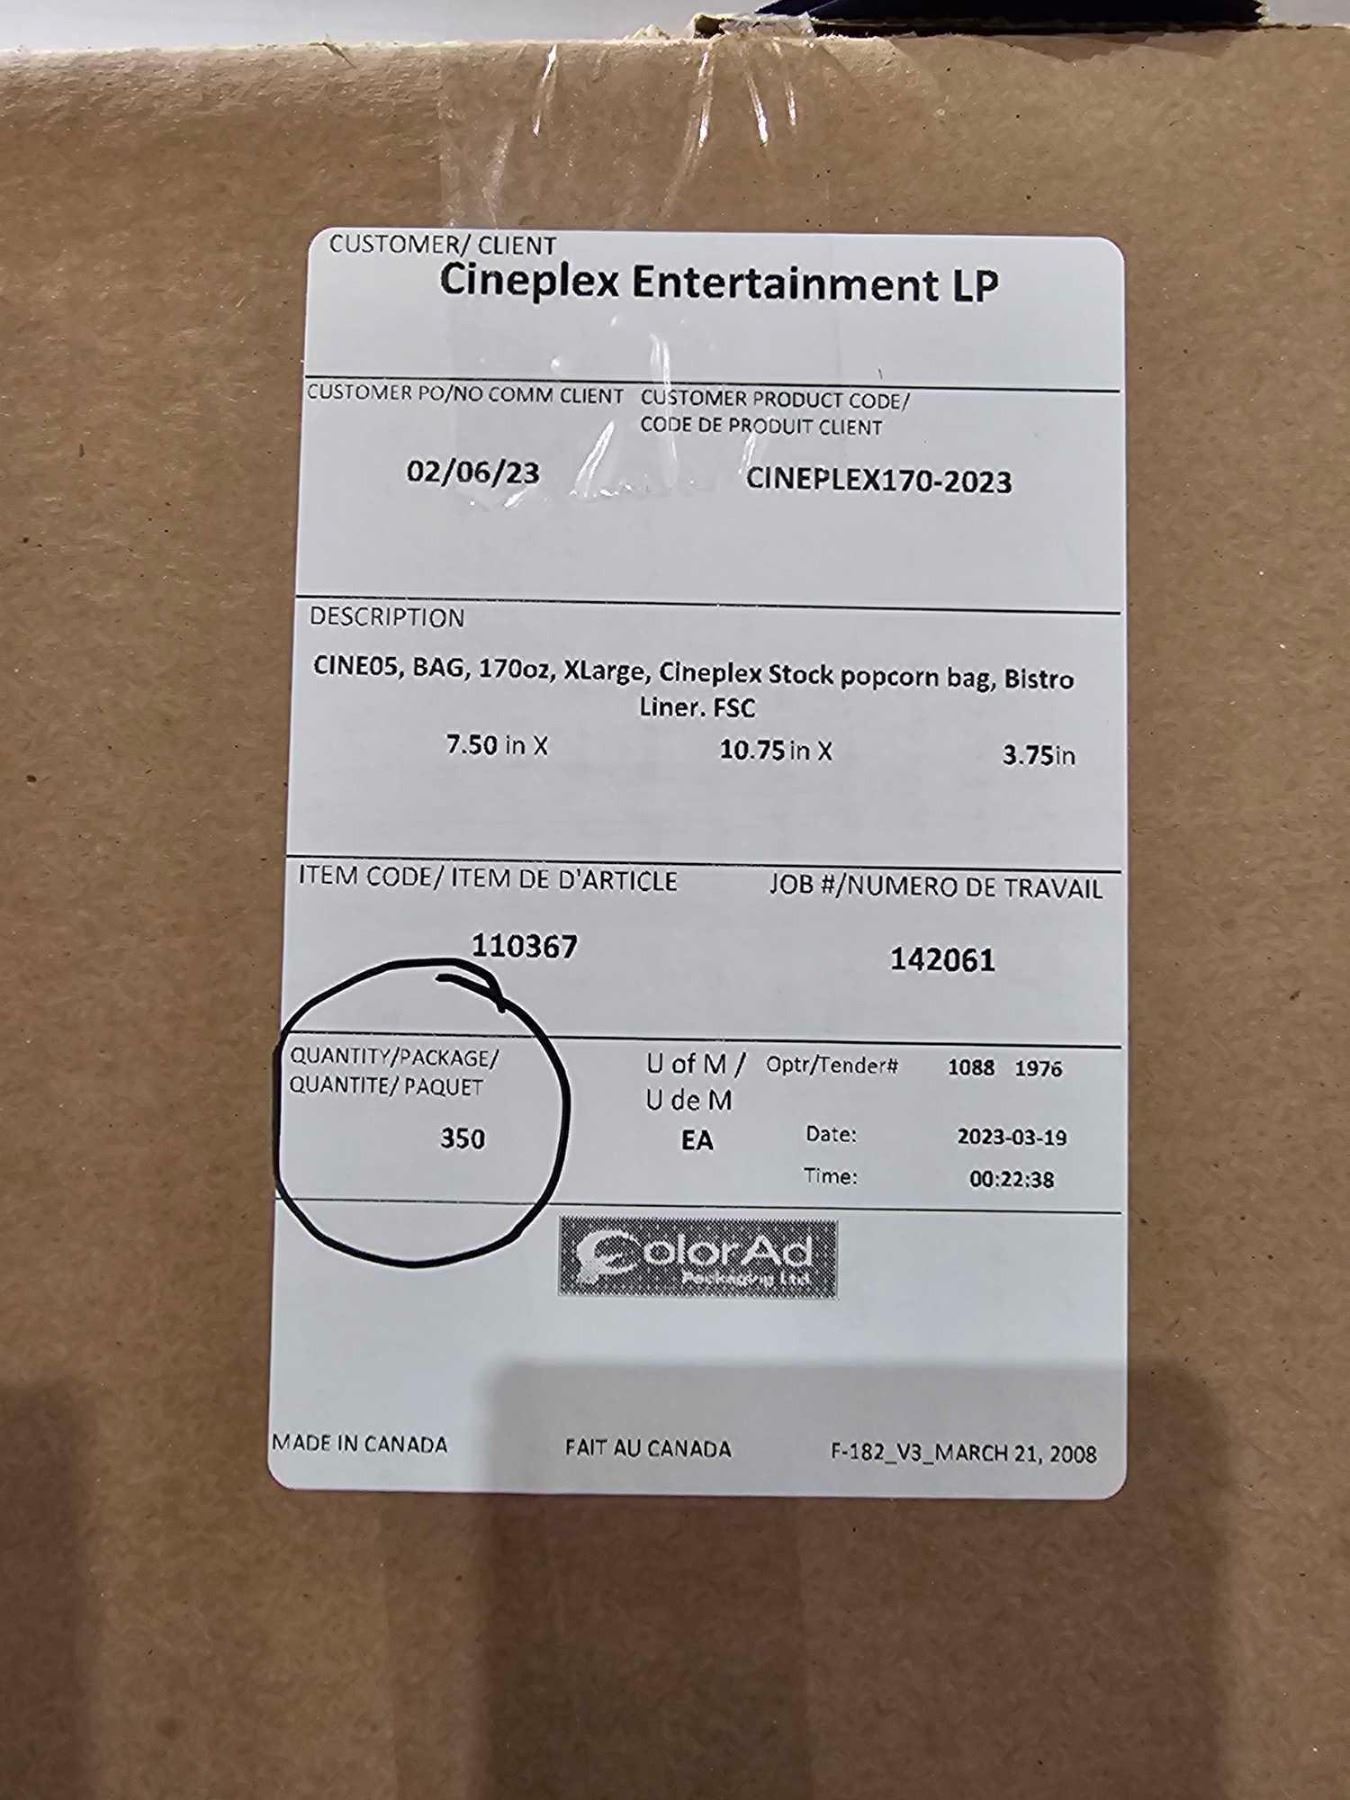 CUSTOMER/ CLIENT
Cineplex Entertainment LP
CUSTOMER PO/NO COMM CLIENT CUSTOMER PRODUCT CODE/
CODE DE PRODUIT CLIENT
02/06/23 CINEPLEX170-2023
DESCRIPTION
CINE05, BAG, 170oz, XLarge, Cineplex Stock popcorn bag, Bistro
Liner. FSC
7.50 in X 10.75 in X 3.75in
ITEM CODE/ ITEM DE D'ARTICLE JOB #/NUMERO DE TRAVAIL
110367 142061
QUANTITY/PACKAGE/ U of M / Optr/Tender# 1088 1976
QUANTITE/ PAQUET U de M
350 EA Date: 2023-03-19
Time: 00:22:38
ColorAd
Packaging Ltd.
MADE IN CANADA FAIT AU CANADA F-182_V3_MARCH 21, 2008